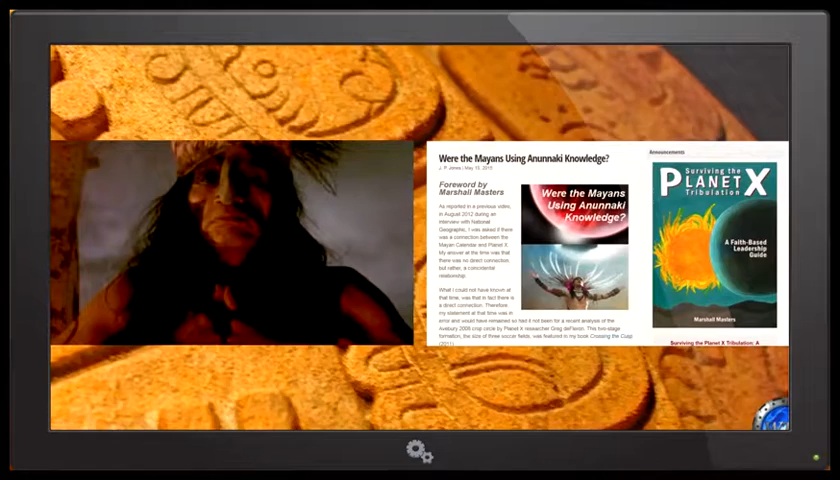 Were the Mayans Using Anunnaki Knowledge?
J. P. Jones | May 10, 2015
Foreword by
Marshall Masters
As reported in a previous video,
in August 2012 during an
interview with National
Geographic, I was asked if there
was a connection between the
Mayan Calendar and Planet X.
My answer at the time was that
there was no direct connection
but rather, a coincidental
relationship.
What I could not have known at
that time, was that in fact there is
a direct connection. Therefore
my statement at that time was in
error and would have remained so had it not been for a recent analysis of the
Avebury 2008 crop circle by Planet X researcher Greg
This two-stage
formation, the size of three soccer fields, was featured in my book Crossing the Cusp
(2011)
Were the Mayans
Using Anunnaki
Knowledge?
Announcements
Surviving the
PLANET X
Tribulation
A Faith-Based
Leadership
Guide
Marshall Masters
Surviving the Planet X Tribulation: A